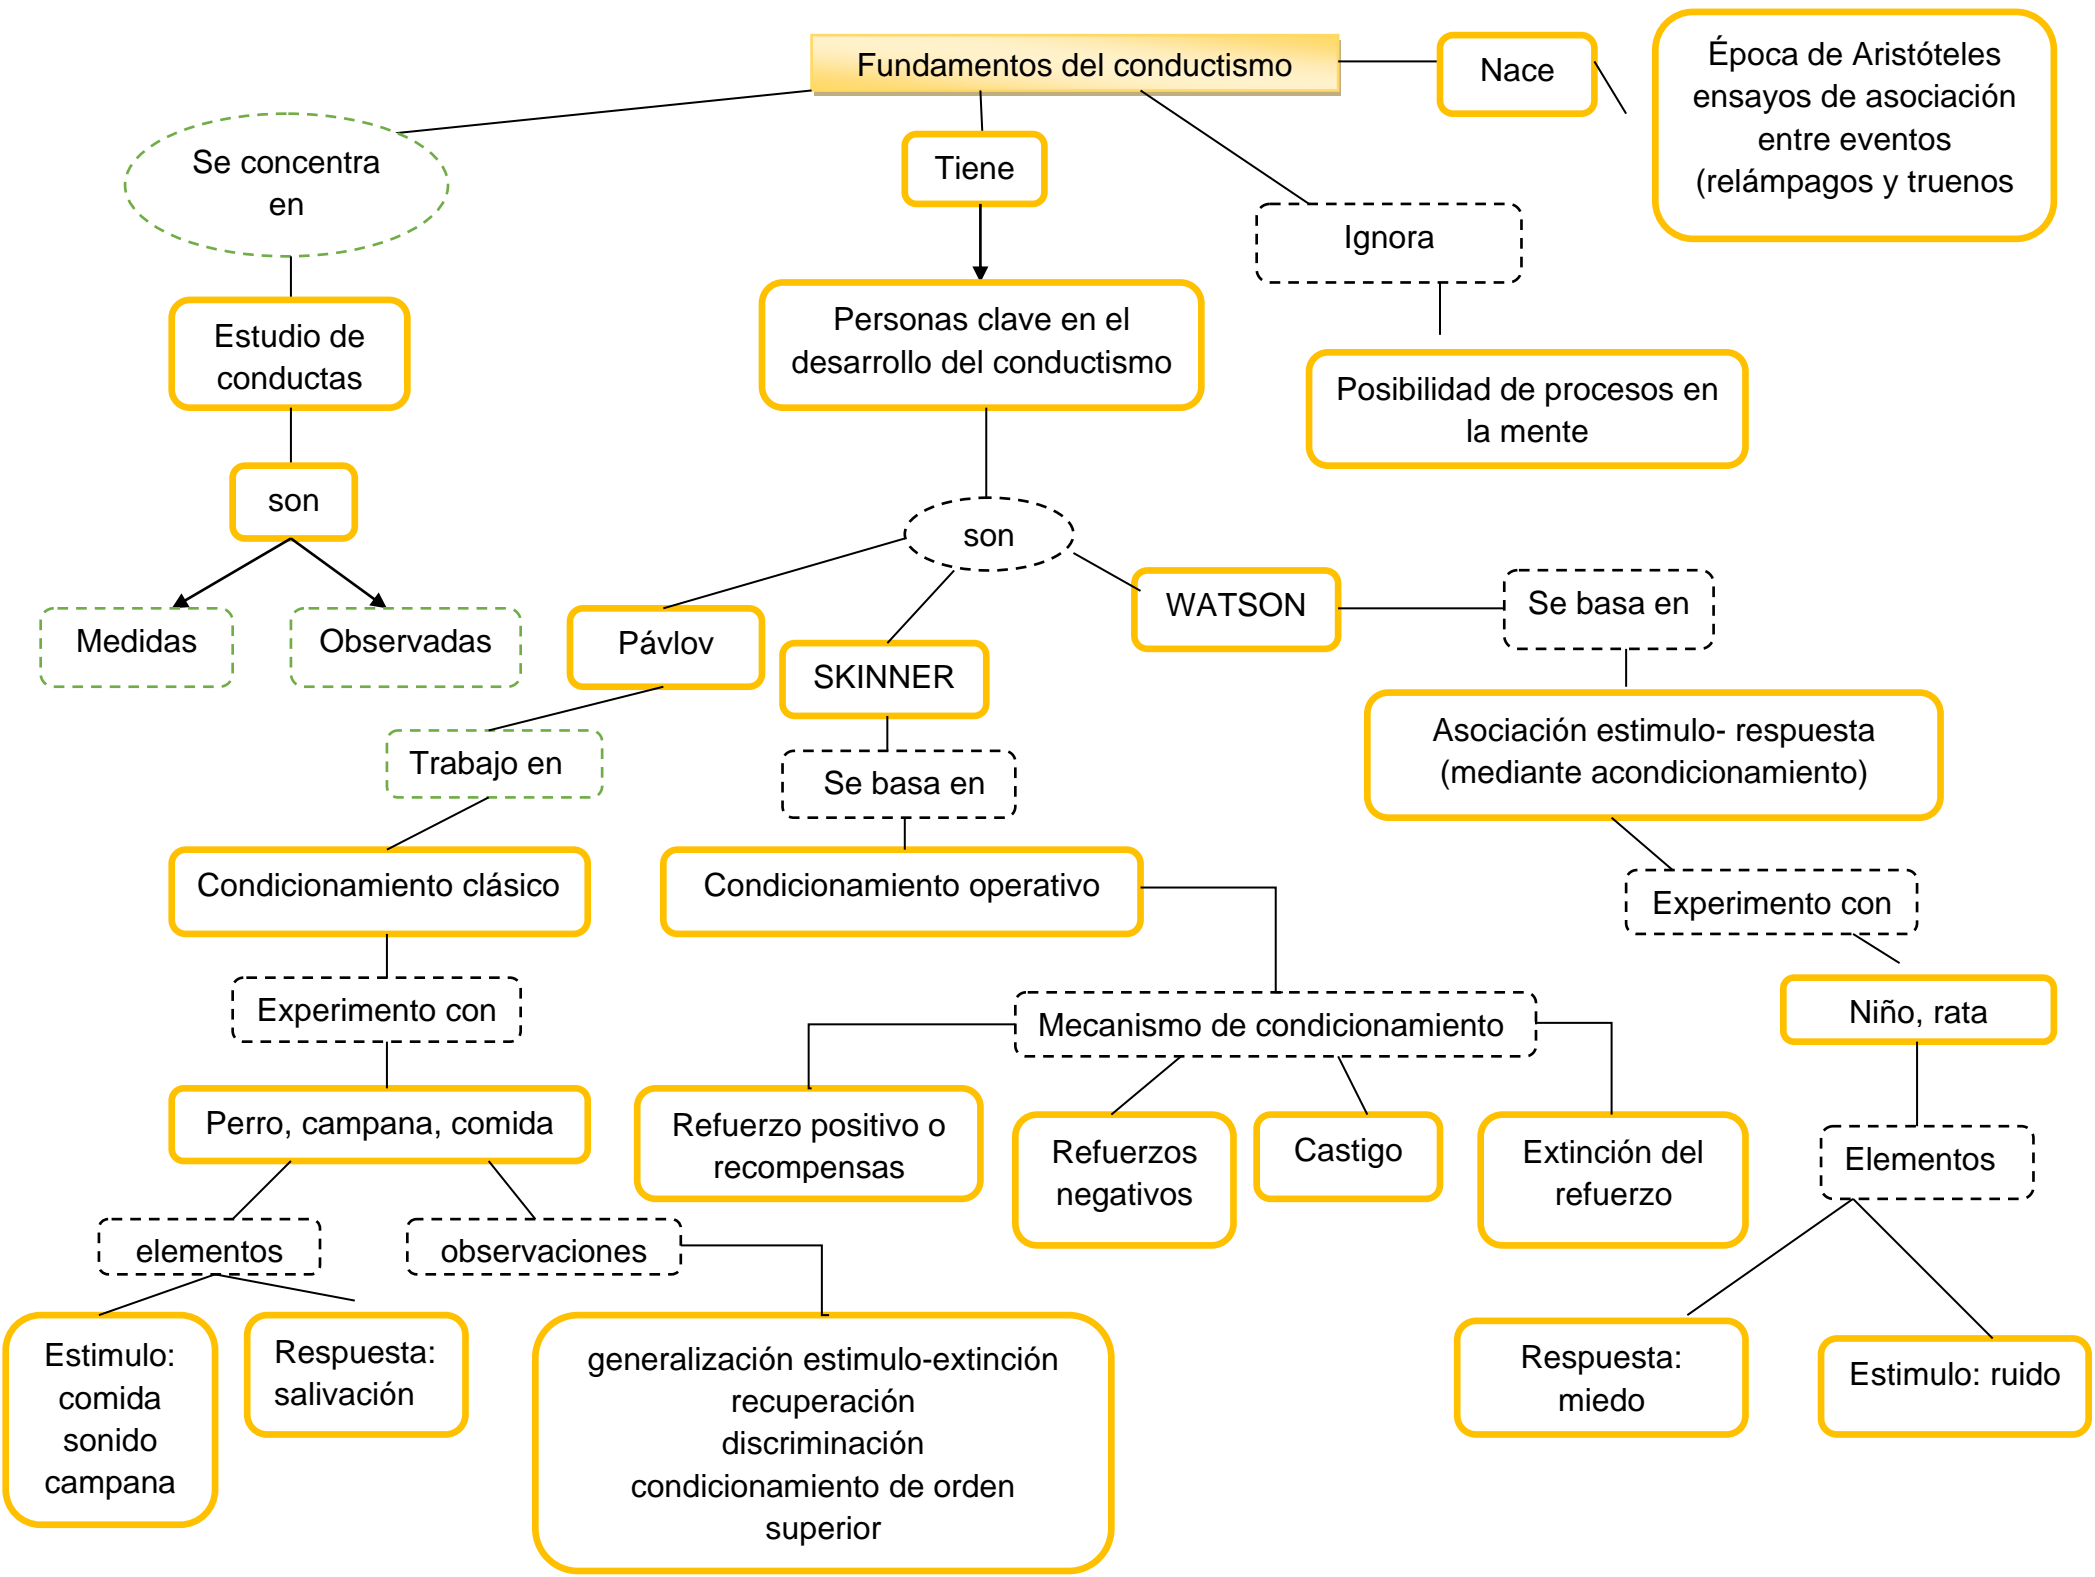 Fundamentos del conductismo
Nace
Época de Aristóteles
ensayos de asociación
entre eventos
(relámpagos y truenos
Se concentra
en
Tiene
Ignora
Estudio de
conductas
Personas clave en el
desarrollo del conductismo
Posibilidad de procesos en
la mente
son
son
Medidas
Observadas
Pávlov
SKINNER
WATSON
Se basa en
Trabajo en
Se basa en
Asociación estimulo- respuesta
(mediante acondicionamiento)
Condicionamiento clásico
Condicionamiento operativo
Experimento con
Experimento con
Mecanismo de condicionamiento
Niño, rata
Perro, campana, comida
Refuerzo positivo o
recompensas
Refuerzos
negativos
Castigo
Extinción del
refuerzo
Elementos
elementos
observaciones
Estimulo:
comida
sonido
campana
Respuesta:
salivación
generalización estimulo-extinción
recuperación
discriminación
condicionamiento de orden
superior
Respuesta:
miedo
Estimulo: ruido